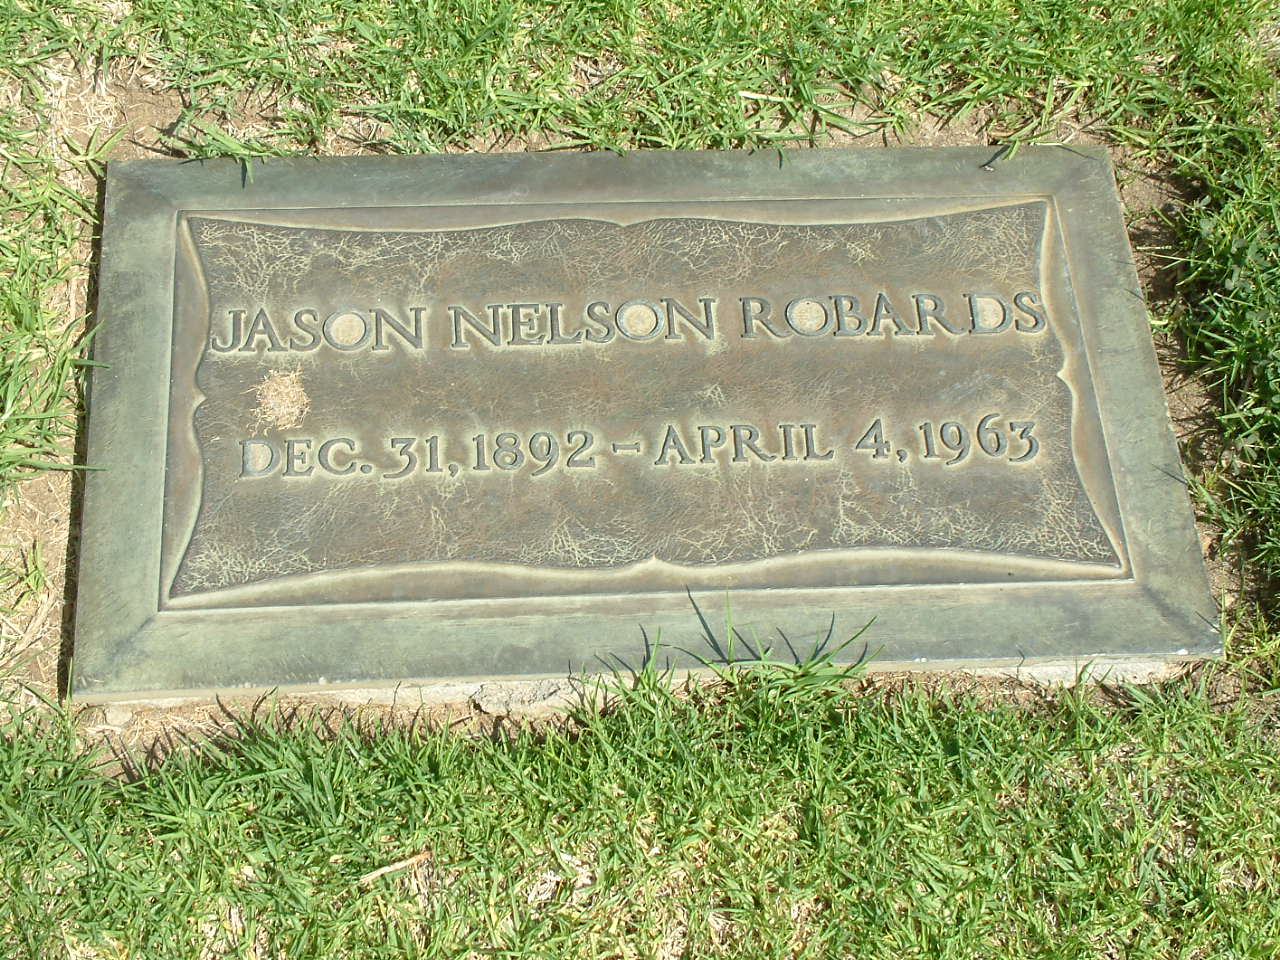 JASON NELSON ROBARDS
DEC. 31, 1892 – APRIL 4, 1963